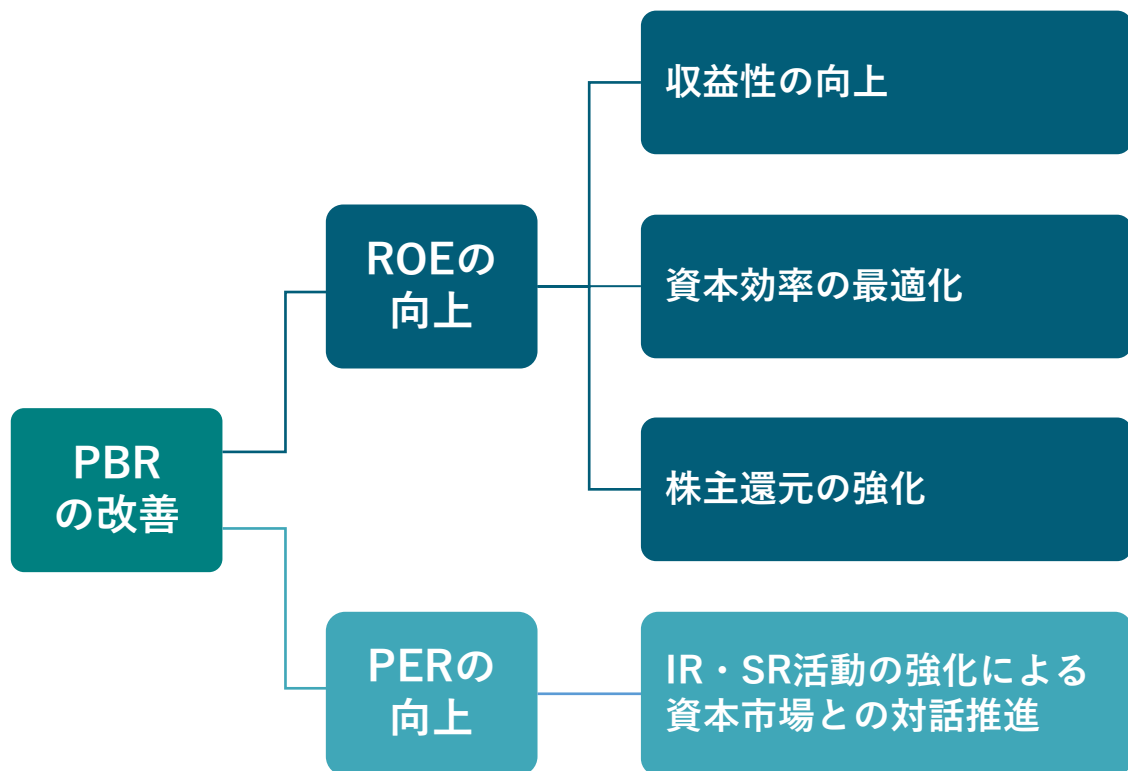 PBR
の改善
ROEの
向上
収益性の向上
資本効率の最適化
株主還元の強化
PERの
向上
IR・SR活動の強化による
資本市場との対話推進